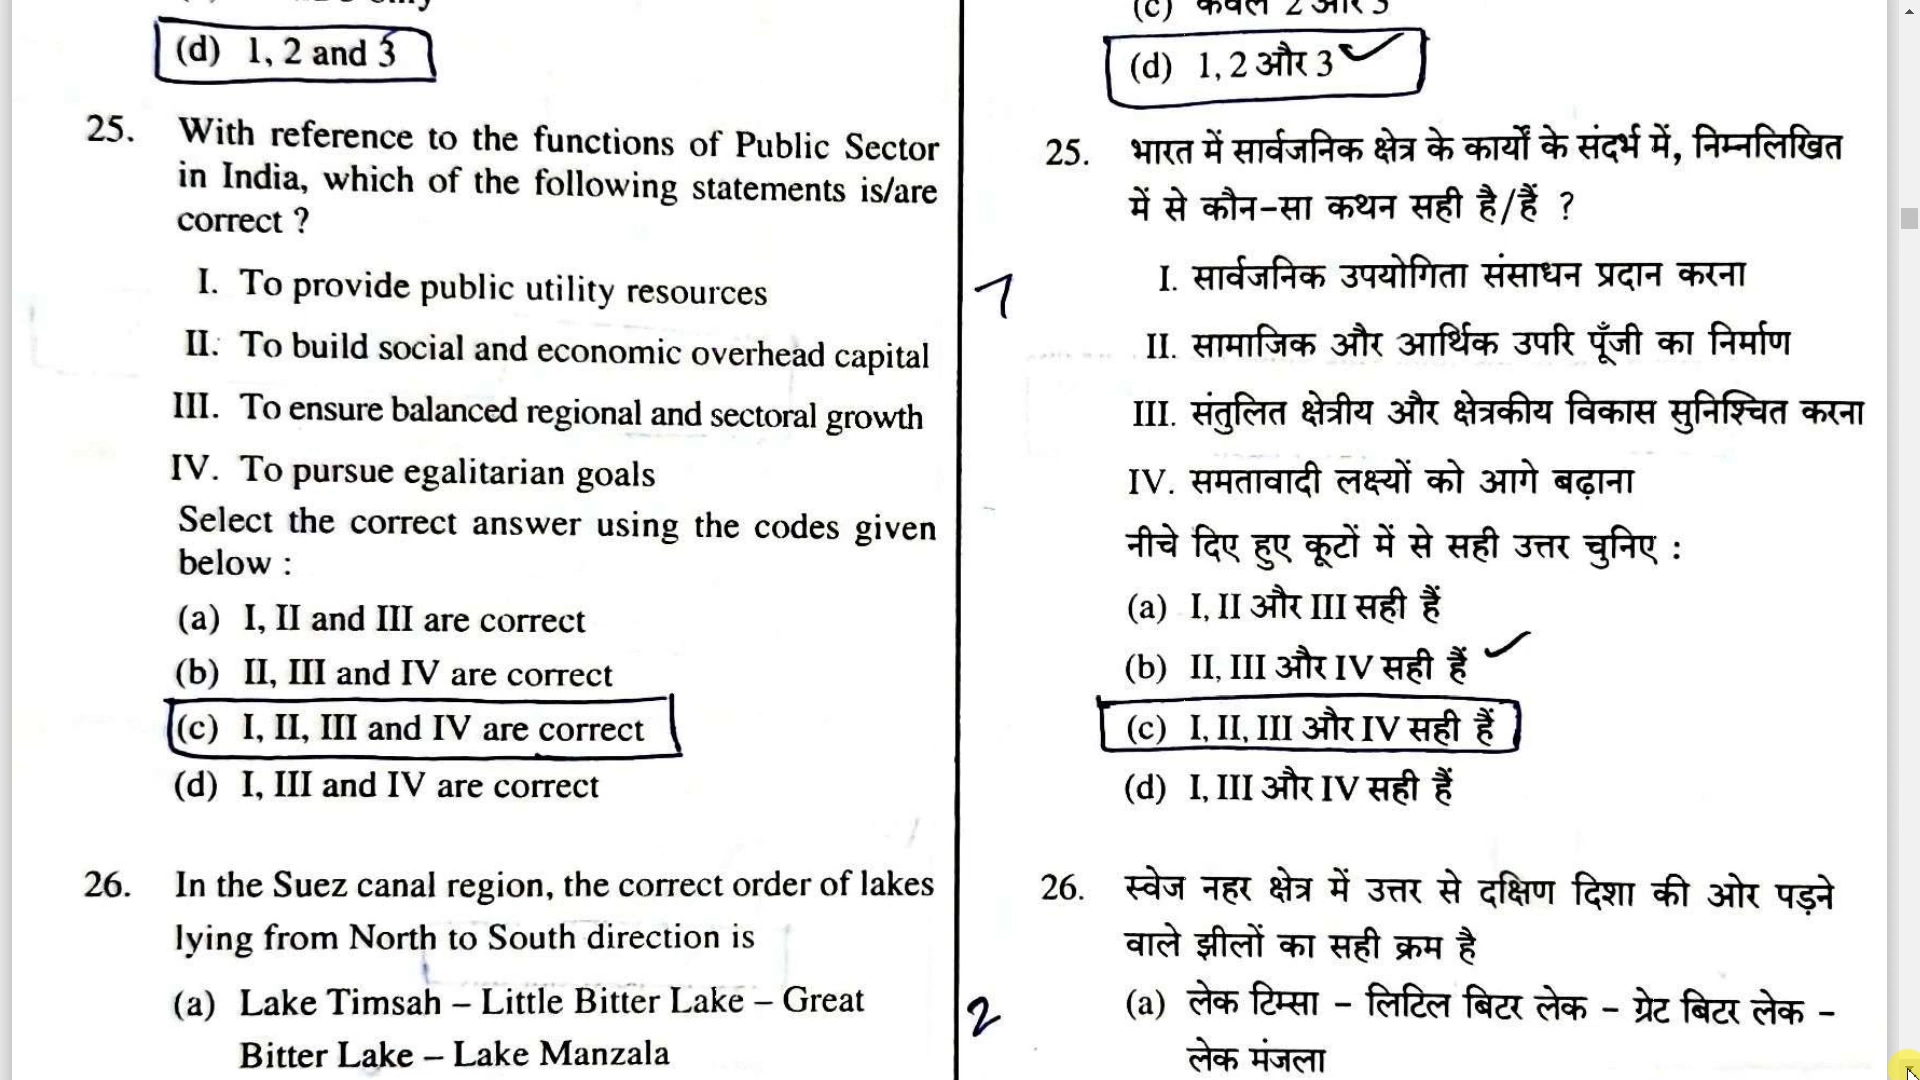 (d) 1, 2 and 3
25. With reference to the functions of Public Sector
in India, which of the following statements is/are
correct ?
I. To provide public utility resources
II. To build social and economic overhead capital
III. To ensure balanced regional and sectoral growth
IV. To pursue egalitarian goals
Select the correct answer using the codes given
below :
(a) I, II and III are correct
(b) II, III and IV are correct
(c) I, II, III and IV are correct
(d) I, III and IV are correct
26. In the Suez canal region, the correct order of lakes
lying from North to South direction is
(a) Lake Timsah – Little Bitter Lake – Great
Bitter Lake – Lake Manzala
1
2
(c) केवल 2 और 3
(d) 1, 2 और 3
25. भारत में सार्वजनिक क्षेत्र के कार्यों के संदर्भ में, निम्नलिखित
में से कौन-सा कथन सही है/हैं ?
I. सार्वजनिक उपयोगिता संसाधन प्रदान करना
II. सामाजिक और आर्थिक उपरि पूँजी का निर्माण
III. संतुलित क्षेत्रीय और क्षेत्रकीय विकास सुनिश्चित करना
IV. समतावादी लक्ष्यों को आगे बढ़ाना
नीचे दिए हुए कूटों में से सही उत्तर चुनिए :
(a) I, II और III सही हैं
(b) II, III और IV सही हैं
(c) I, II, III और IV सही हैं
(d) I, III और IV सही हैं
26. स्वेज नहर क्षेत्र में उत्तर से दक्षिण दिशा की ओर पड़ने
वाले झीलों का सही क्रम है
(a) लेक टिम्सा – लिटिल बिटर लेक – ग्रेट बिटर लेक –
लेक मंजला